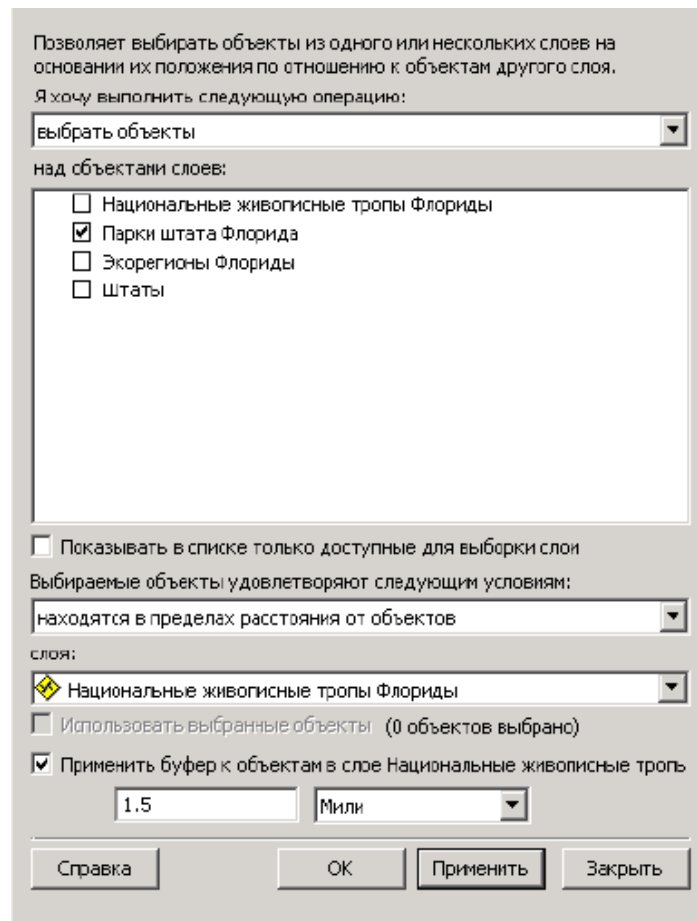 Позволяет выбирать объекты из одного или нескольких слоев на
основании их положения по отношению к объектам другого слоя.
Я хочу выполнить следующую операцию:
выбрать объекты
над объектами слоев:
Национальные живописные тропы Флориды
Парки штата Флорида
Экорегионы Флориды
Штаты
Показывать в списке только доступные для выборки слои
Выбираемые объекты удовлетворяют следующим условиям:
находятся в пределах расстояния от объектов
слоя:
Национальные живописные тропы Флориды
Использовать выбранные объекты (0 объектов выбрано)
Применить буфер к объектам в слое Национальные живописные тропь
1.5 Мили
Справка ОК Применить Закрыть